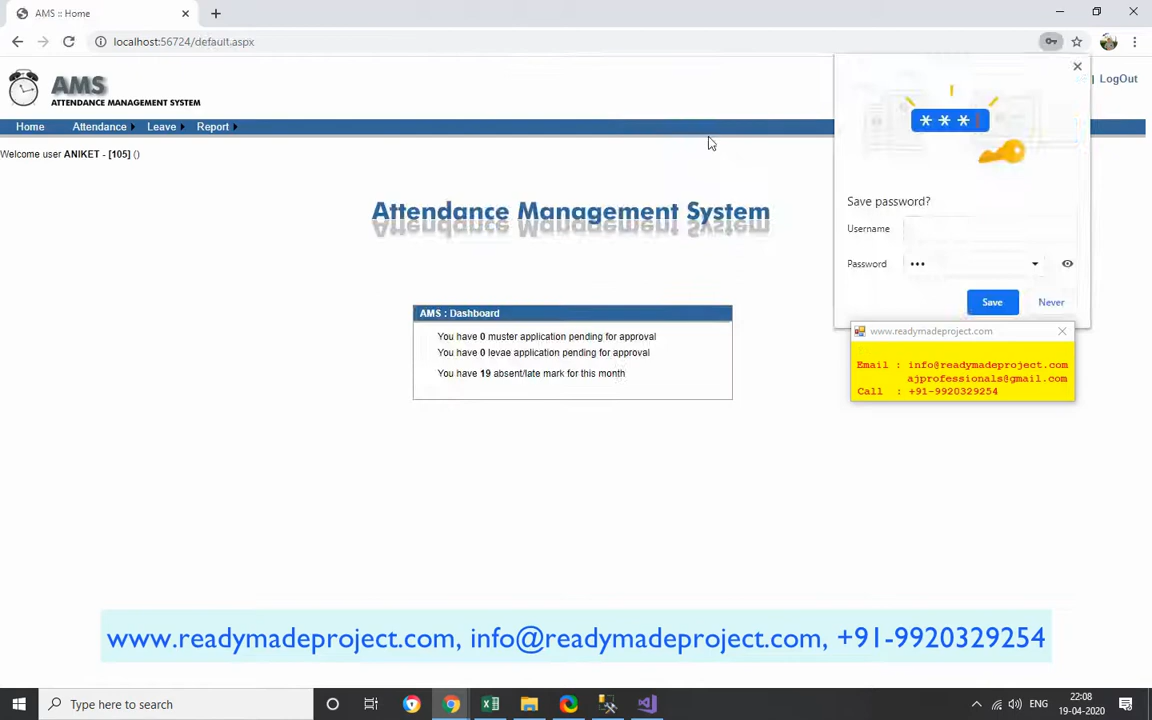 AMS :: Home
localhost:56724/default.aspx
AMS
ATTENDANCE MANAGEMENT SYSTEM
LogOut
Home Attendance Leave Report
Welcome user ANIKET - [105] ()
Attendance Management System
AMS : Dashboard
You have 0 muster application pending for approval
You have 0 levae application pending for approval
You have 19 absent/late mark for this month
* * *
Save password?
Username
Password •••
Save Never
www.readymadeproject.com
Email : info@readymadeproject.com
ajprofessionals@gmail.com
Call : +91-9920329254
www.readymadeproject.com, info@readymadeproject.com, +91-9920329254
Type here to search
ENG
22:08
19-04-2020